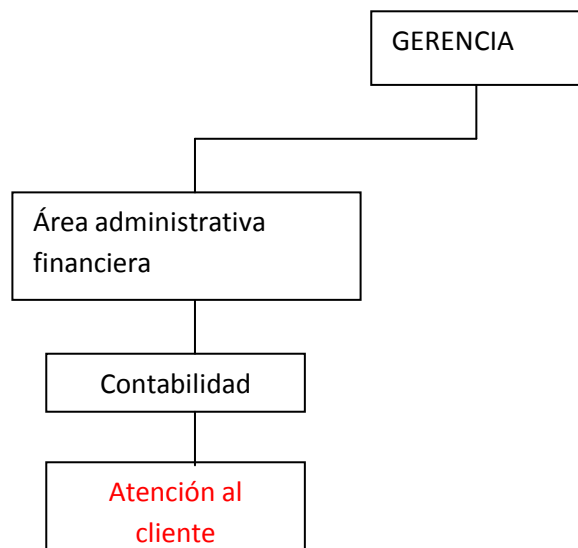 GERENCIA
Área administrativa
financiera
Contabilidad
Atención al
cliente